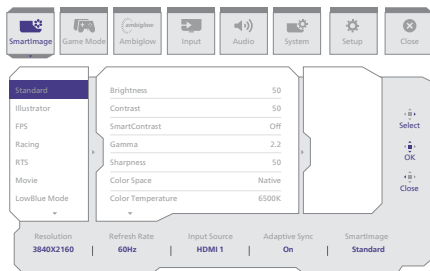 SmartImage
Game Mode
ambiglow
Ambiglow
Input
Audio
System
Setup
Close
Standard
Illustrator
FPS
Racing
RTS
Movie
LowBlue Mode
Brightness 50
Contrast 50
SmartContrast Off
Gamma 2.2
Sharpness 50
Color Space Native
Color Temperature 6500K
Select
OK
Close
Resolution Refresh Rate Input Source Adaptive Sync SmartImage
3840X2160 | 60Hz | HDMI 1 | On | Standard